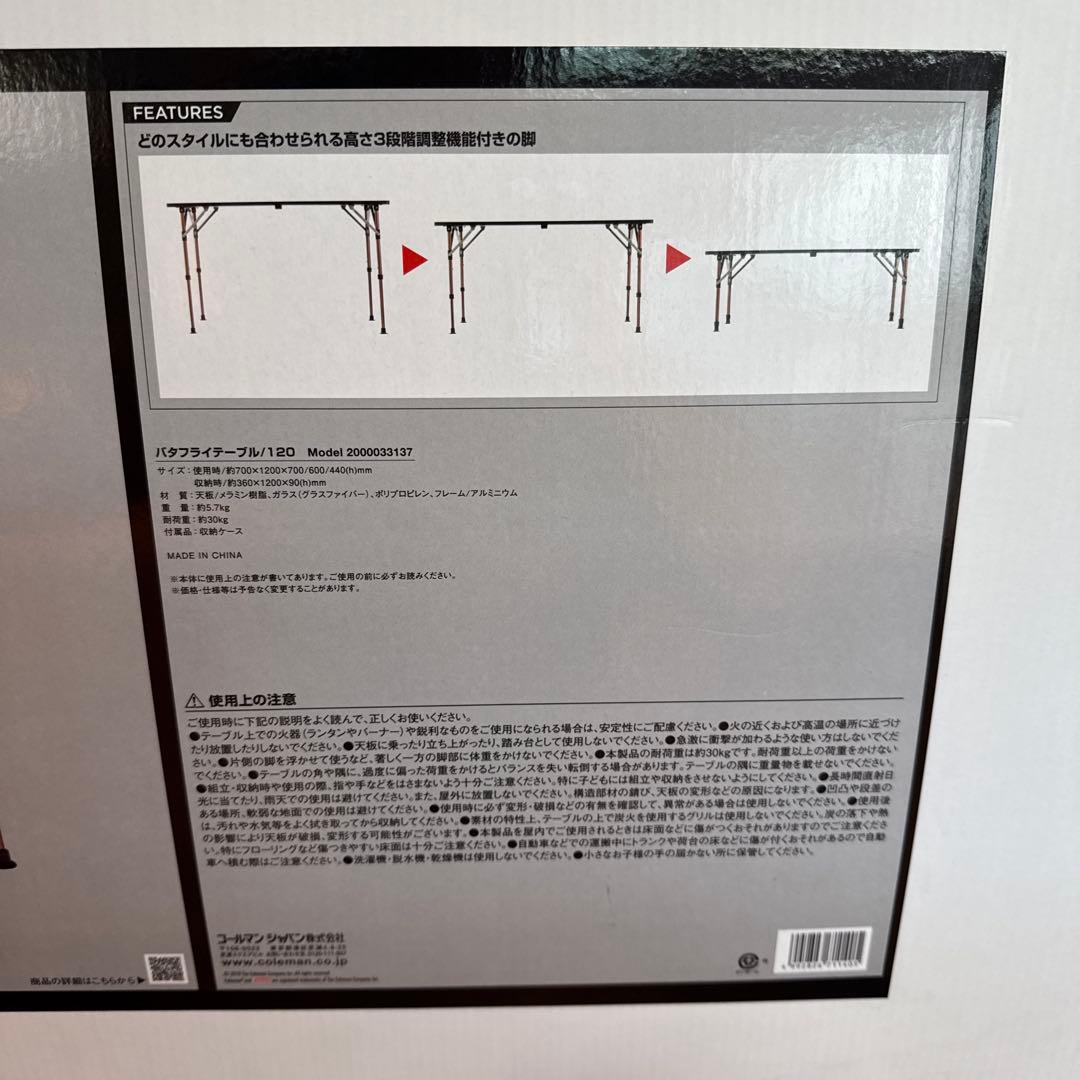 FEATURES
どのスタイルにも合わせられる高さ3段階調整機能付きの脚
バタフライテーブル/120 Model 2000033137
サイズ:使用時/約700×1200×700/600/440(h)mm
収納時/約360×1200×90(h)mm
材 質:天板/メラミン樹脂、ガラス(グラスファイバー)、ポリプロピレン、フレーム/アルミニウム
重 量:約5.7kg
耐荷重:約30kg
付属品:収納ケース
MADE IN CHINA
※本体に使用上の注意が書いてあります。ご使用の前に必ずお読みください。
※価格・仕様等は予告なく変更することがあります。
使用上の注意
ご使用時に下記の説明をよく読んで、正しくお使いください。
●テーブル上での火器(ランタンやバーナー)や鋭利なものをご使用になられる場合は、安定性にご配慮ください。●火の近くおよび高温の場所に近づけ
たり放置したりしないでください。●天板に乗ったり立ち上がったり、踏み台として使用しないでください。●急激に衝撃が加わるような使い方はしないでくだ
さい。●片側の脚を浮かせて使うなど、著しく一方の脚部に体重をかけないでください。●本製品の耐荷重は約30kgです。耐荷重以上の荷重をかけない
でください。●テーブルの角や隅に、過度に偏った荷重をかけるとバランスを失い転倒する場合があります。テーブルの隅に重量物を載せないでください。
●組立・収納時や使用の際、指や手などをはさまないよう十分ご注意ください。特に子どもには組立や収納をさせないようにしてください。●長時間直射日
光に当てたり、雨天での使用は避けてください。また、屋外に放置しないでください。構造部材の錆び、天板の変形などの原因になります。●凹凸や段差の
ある場所、軟弱な地面での使用は避けてください。●使用時に必ず変形・破損などの有無を確認して、異常がある場合は使用しないでください。●使用後
は、汚れや水気等をよく拭き取ってから収納してください。●素材の特性上、テーブルの上で炭火を使用するグリルは使用しないでください。炭の落下や熱
の影響により天板が破損、変形する可能性がございます。●本製品を屋内でご使用されるときは床面などに傷がつくおそれがありますのでご注意くださ
い。特にフローリングなど傷つきやすい床面は十分ご注意ください。●自動車などでの運搬中にトランクや荷台の床などに傷が付くおそれがあるので自動
車へ積む際はご注意ください。●洗濯機・脱水機・乾燥機は使用しないでください。●小さなお子様の手の届かない所に保管してください。
コールマン ジャパン株式会社
www.coleman.co.jp
商品の詳細はこちらから▶